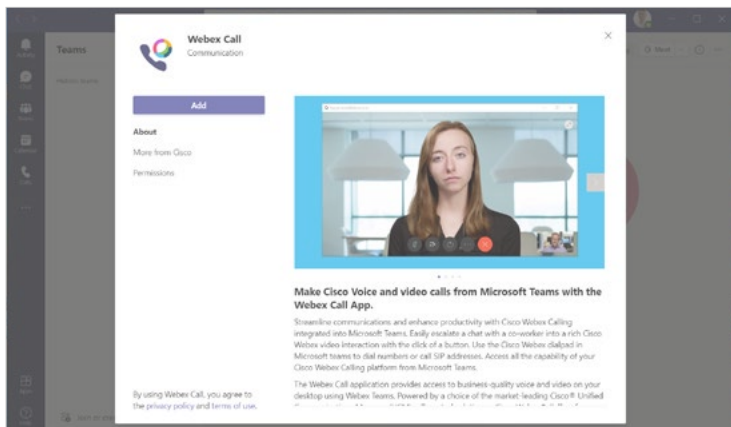 Webex Call
Communication
Teams
Activity
Chat
Calendar
Calls
Add
About
More from Cisco
Permissions
Make Cisco Voice and video calls from Microsoft Teams with the
Webex Call App.
Streamline communications and enhance productivity with Cisco Webex Calling
integrated into Microsoft Teams. Easily escalate a chat with a co-worker into a rich Cisco
Webex video interaction with the click of a button. Use the Cisco Webex dialpad in
Microsoft teams to dial numbers or call SIP addresses. Access all the capability of your
Cisco Webex Calling platform from Microsoft Teams.
The Webex Call application provides access to business-quality voice and video on your
desktop using Webex Teams. Powered by a choice of the market-leading Cisco® Unified
By using Webex Call, you agree to
the privacy policy and terms of use.
Help